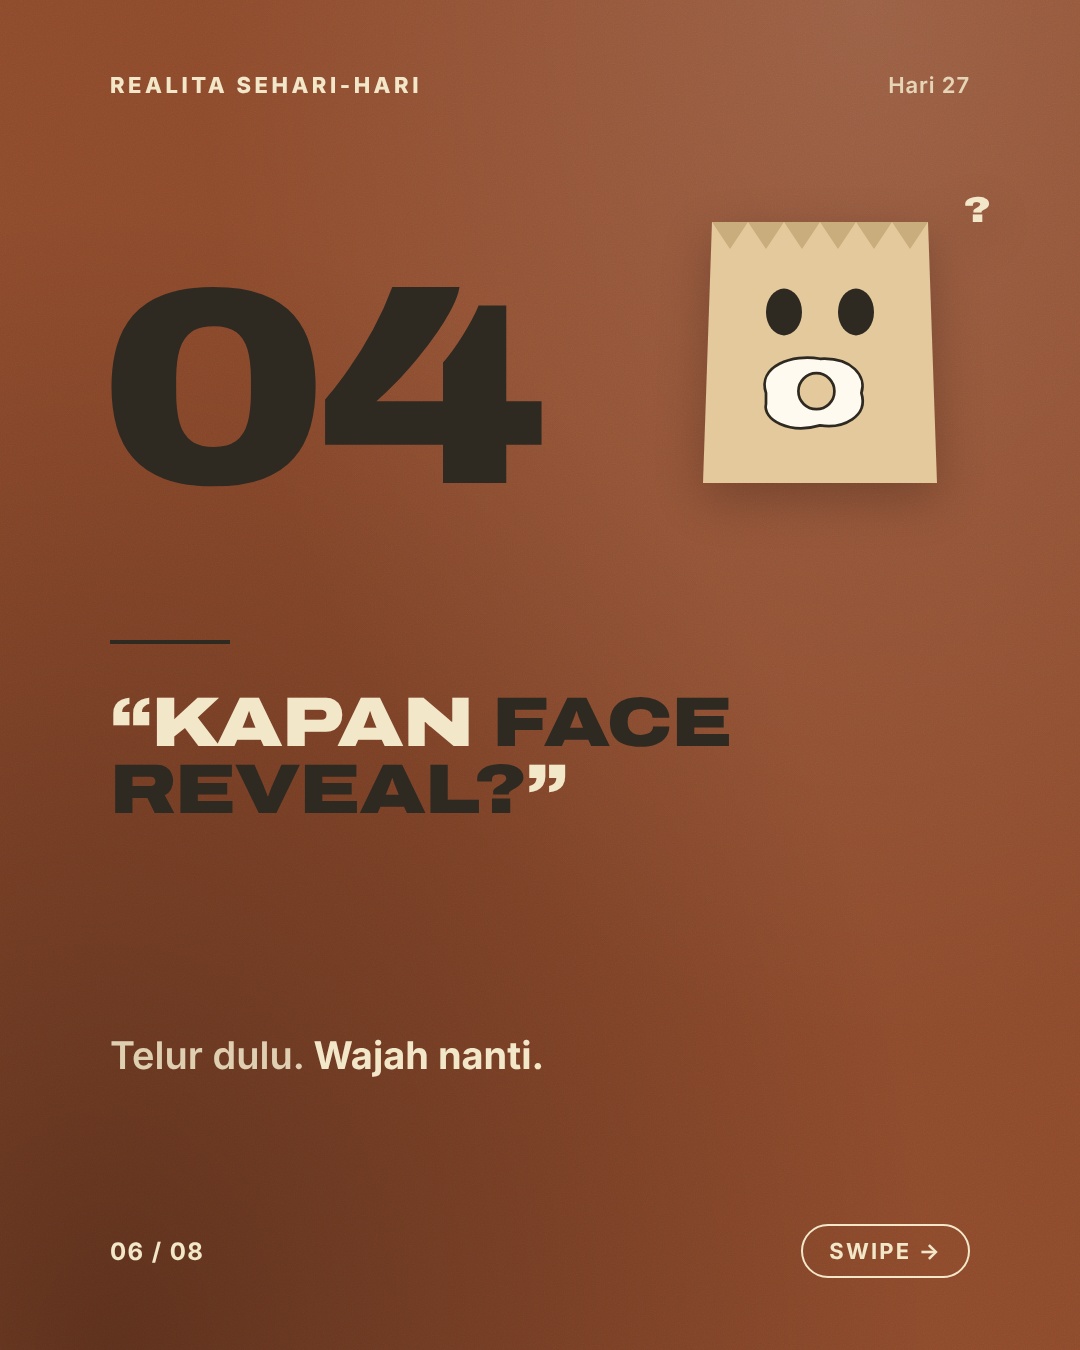 REALITA SEHARI-HARI
Hari 27
?
04
“KAPAN FACE
REVEAL?”
Telur dulu. Wajah nanti.
06 / 08
SWIPE →